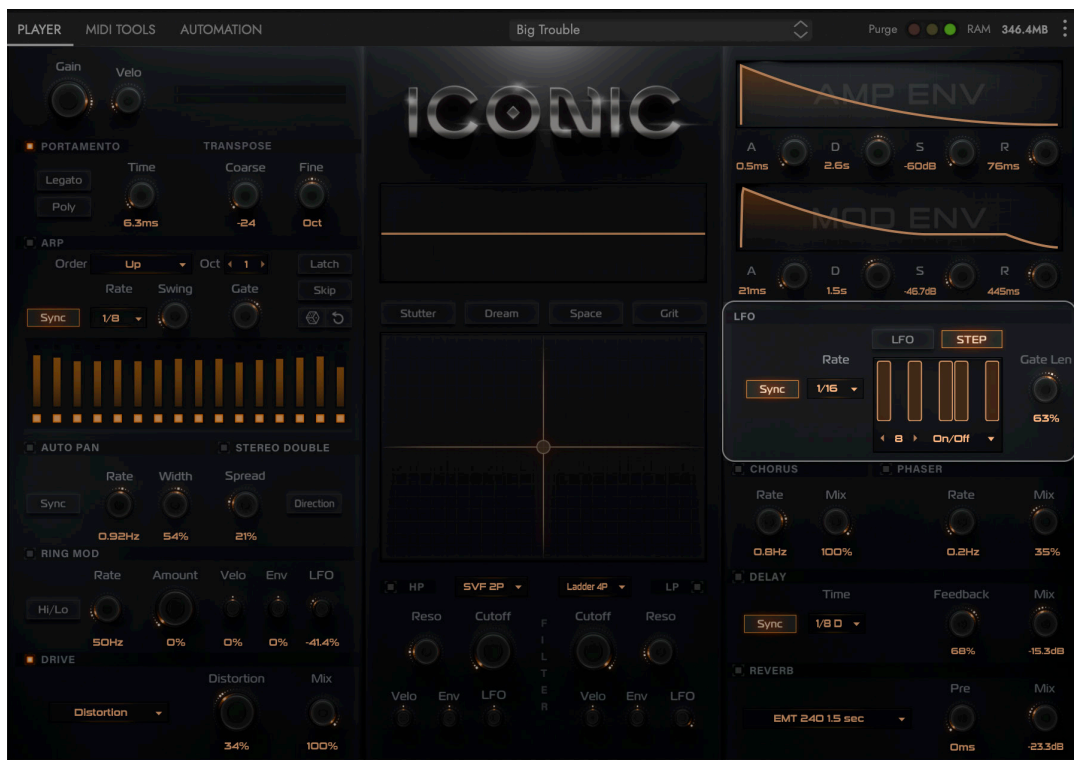 PLAYER MIDI TOOLS AUTOMATION Big Trouble Purge RAM 346.4MB
Gain Velo
PORTAMENTO TRANSPOSE
Legato Poly
Time Coarse Fine
6.3ms -24 Oct
ARP
Order Up Oct 1 Latch
Rate Swing Gate Skip
Sync 1/8
AUTO PAN STEREO DOUBLE
Rate Width Spread
Sync Direction
0.92Hz 54% 21%
RING MOD
Rate Amount Velo Env LFO
Hi/Lo
50Hz 0% 0% 0% -41.4%
DRIVE
Distortion Mix
Distortion
34% 100%
ICONIC
Stutter Dream Space Grit
HP SVF 2P Ladder 4P LP
Reso Cutoff Cutoff Reso
FILTER
Velo Env LFO Velo Env LFO
AMP ENV
A D S R
0.5ms 2.6s -60dB 76ms
MOD ENV
A D S R
21ms 1.5s -46.7dB 445ms
LFO
LFO STEP
Rate Gate Len
Sync 1/16
63%
8 On/Off
CHORUS PHASER
Rate Mix Rate Mix
0.8Hz 100% 0.2Hz 35%
DELAY
Time Feedback Mix
Sync 1/8 D
68% -15.3dB
REVERB
Pre Mix
EMT 240 1.5 sec
0ms -23.3dB